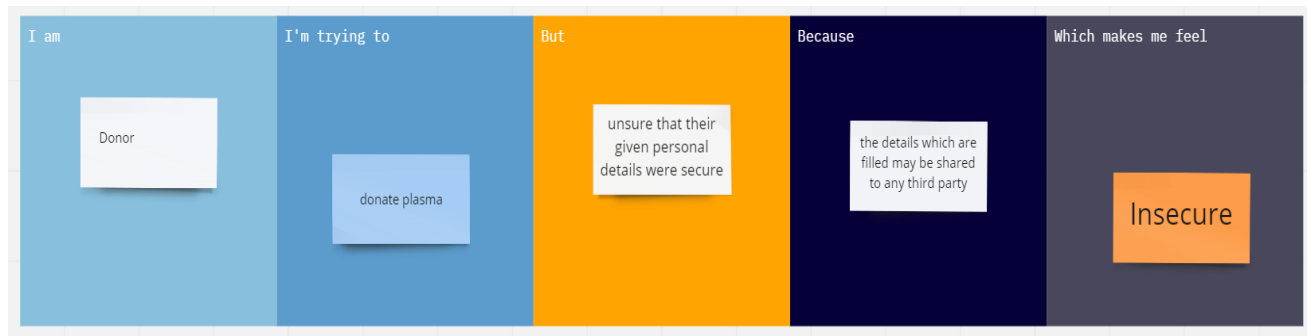 I am
Donor
I'm trying to
donate plasma
But
unsure that their
given personal
details were secure
Because
the details which are
filled may be shared
to any third party
Which makes me feel
Insecure